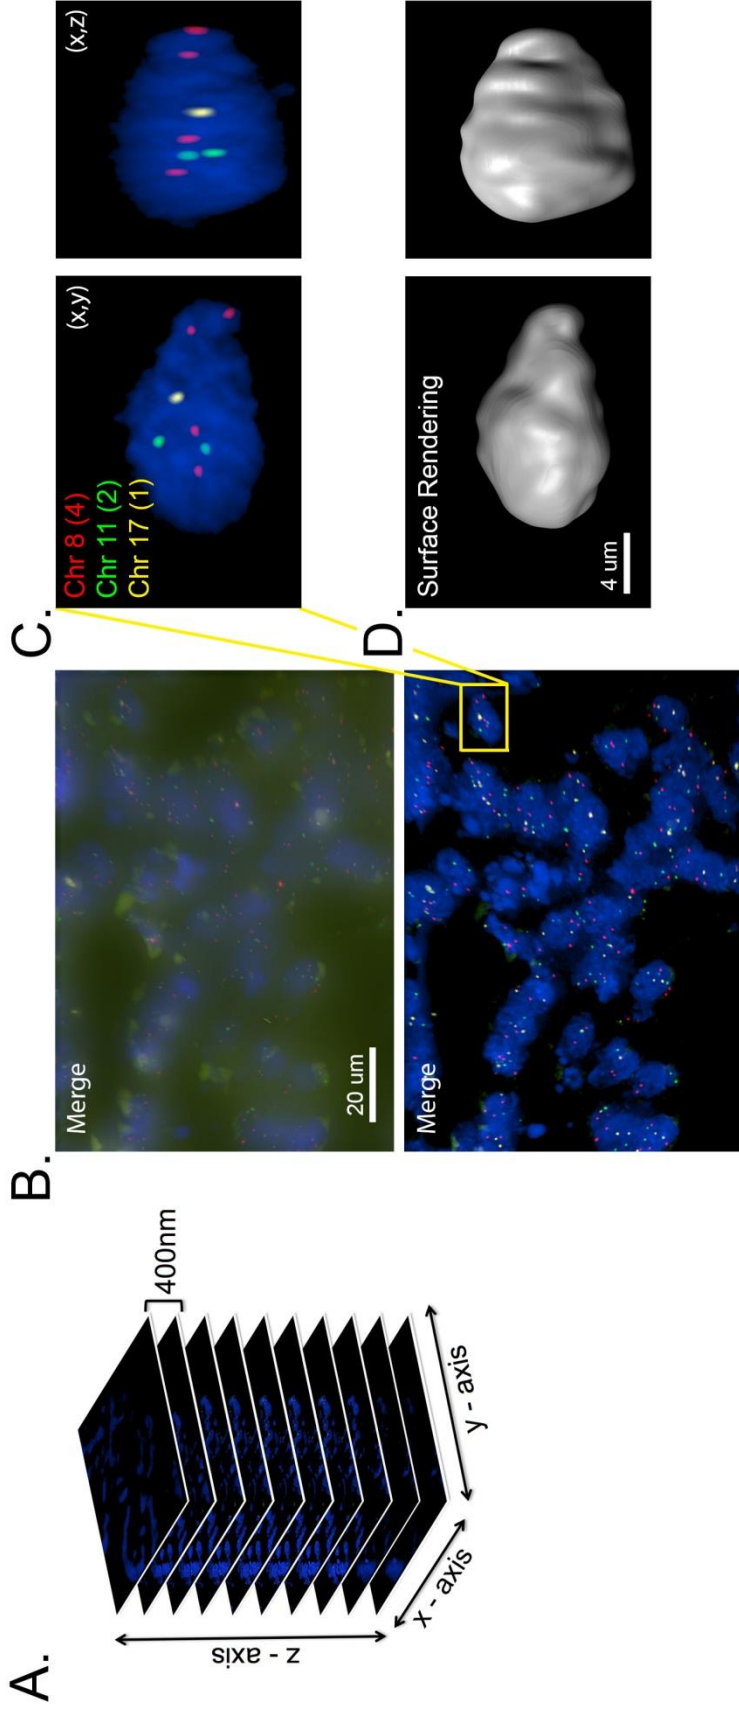 A.
z - axis
x - axis
y - axis
400nm
B.
Merge
20 um
Merge
C.
Chr 8 (4)
Chr 11 (2)
Chr 17 (1)
(x,y)
(x,z)
D.
Surface Rendering
4 um